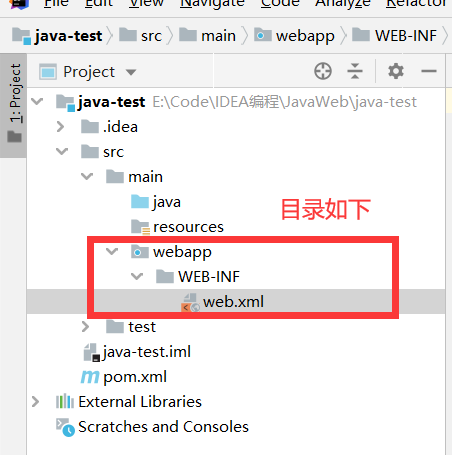 File Edit View Navigate Code Analyze Refactor
java-test src main webapp WEB-INF
1: Project
Project
java-test E:\Code\IDEA编程\JavaWeb\java-test
.idea
src
main
java
目录如下
resources
webapp
WEB-INF
web.xml
test
java-test.iml
pom.xml
External Libraries
Scratches and Consoles